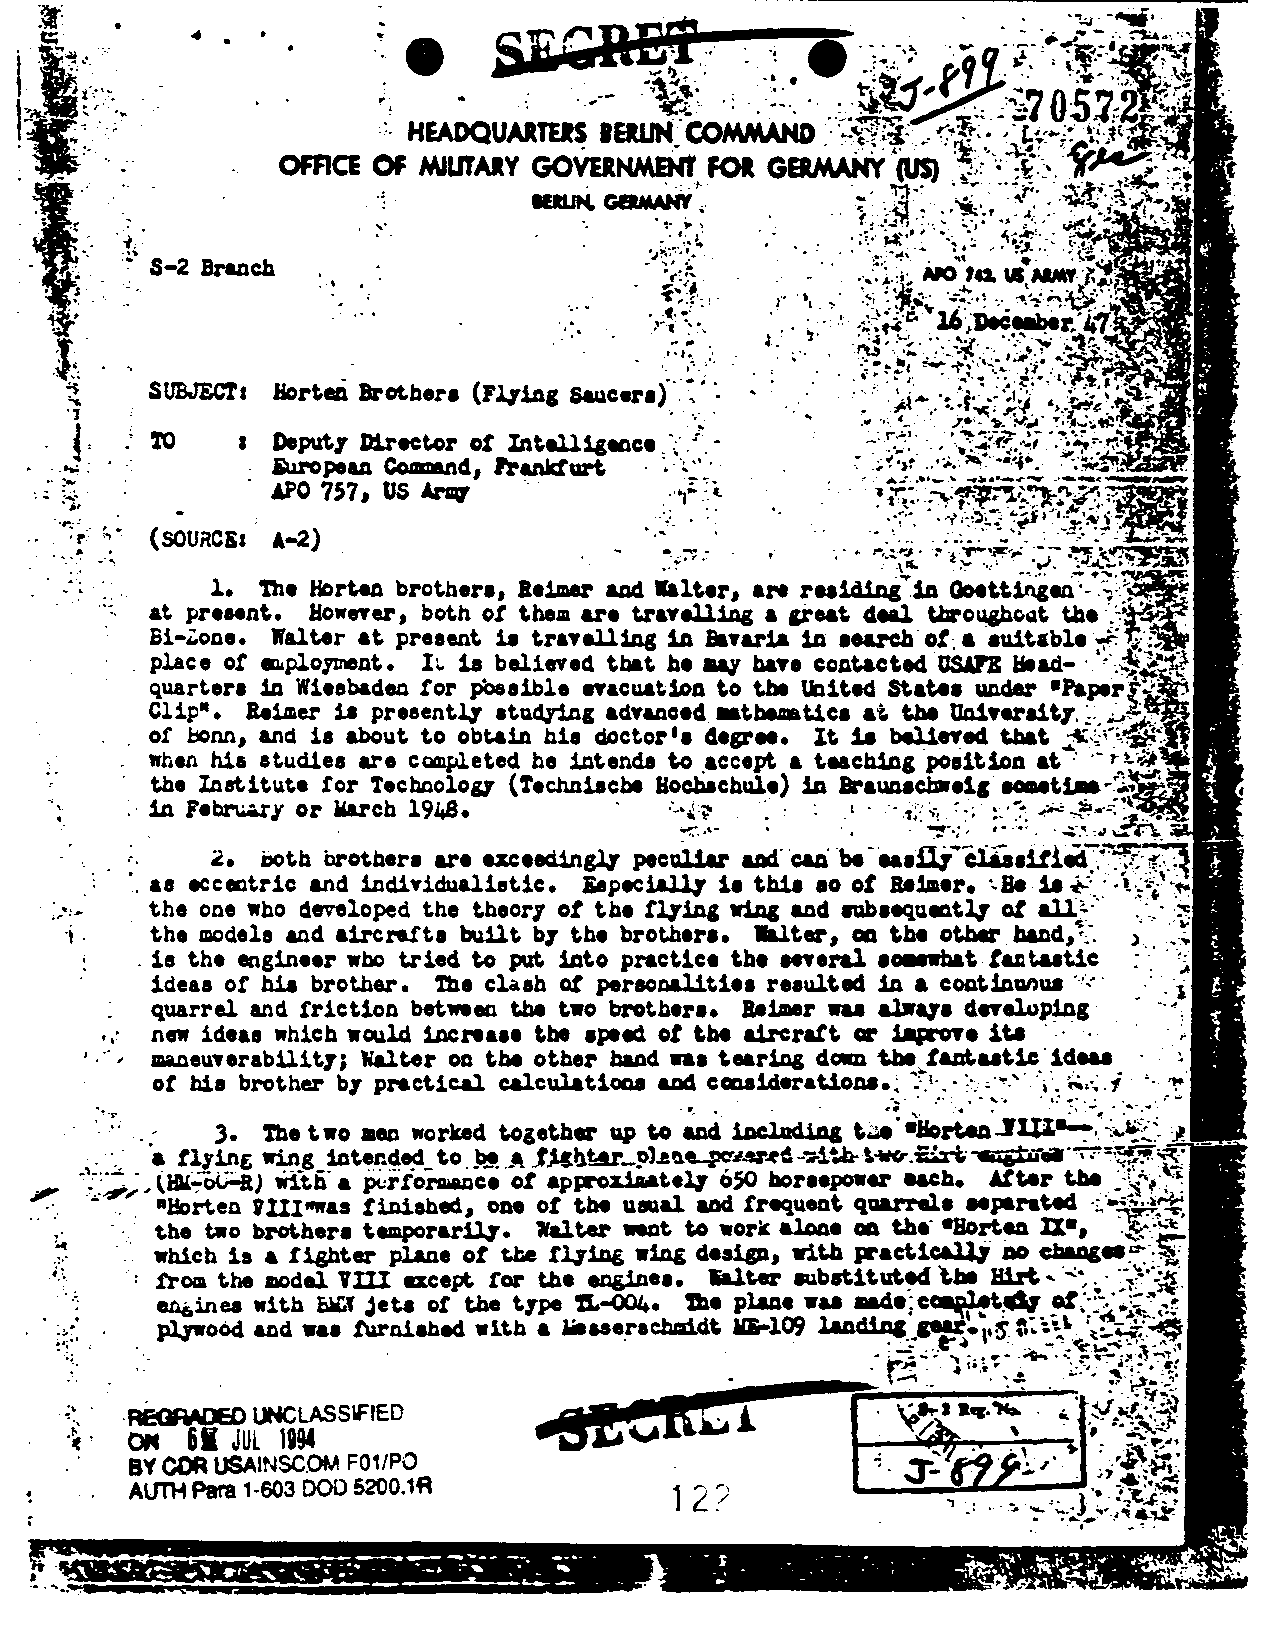 SECRET
J-899
70572
HEADQUARTERS BERLIN COMMAND
OFFICE OF MILITARY GOVERNMENT FOR GERMANY (US)
BERLIN, GERMANY
S-2 Branch
APO 742, US ARMY
16 December 47
SUBJECT: Horten Brothers (Flying Saucers)
TO : Deputy Director of Intelligence
European Command, Frankfurt
APO 757, US Army
(SOURCE: A-2)
1. The Horten brothers, Reimer and Walter, are residing in Goettingen
at present. However, both of them are travelling a great deal throughout the
Bi-Zone. Walter at present is travelling in Bavaria in search of a suitable
place of employment. It is believed that he may have contacted USAFE Head-
quarters in Wiesbaden for possible evacuation to the United States under "Paper
Clip". Reimer is presently studying advanced mathematics at the University
of Bonn, and is about to obtain his doctor's degree. It is believed that
when his studies are completed he intends to accept a teaching position at
the Institute for Technology (Technische Hochschule) in Braunschweig sometime
in February or March 1948.
2. Both brothers are exceedingly peculiar and can be easily classified
as eccentric and individualistic. Especially is this so of Reimer. He is
the one who developed the theory of the flying wing and subsequently of all
the models and aircrafts built by the brothers. Walter, on the other hand,
is the engineer who tried to put into practice the several somewhat fantastic
ideas of his brother. The clash of personalities resulted in a continuous
quarrel and friction between the two brothers. Reimer was always developing
new ideas which would increase the speed of the aircraft or improve its
maneuverability; Walter on the other hand was tearing down the fantastic ideas
of his brother by practical calculations and considerations.
3. The two men worked together up to and including the "Horten VIII"
a flying wing intended to be a fighter plane powered with two Hirt engines
(HM-60-R) with a performance of approximately 650 horsepower each. After the
"Horten VIII" was finished, one of the usual and frequent quarrels separated
the two brothers temporarily. Walter went to work alone on the "Horten IX",
which is a fighter plane of the flying wing design, with practically no changes
from the model VIII except for the engines. Walter substituted the Hirt
engines with BMW jets of the type TL-004. The plane was made completely of
plywood and was furnished with a Messerschmidt ME-109 landing gear.
REGRADED UNCLASSIFIED
ON JUL 1994
BY CDR USAINSCOM F01/PO
AUTH Para 1-603 DOD 5200.1R
SECRET
122
S-2 Reg. No.
J-899